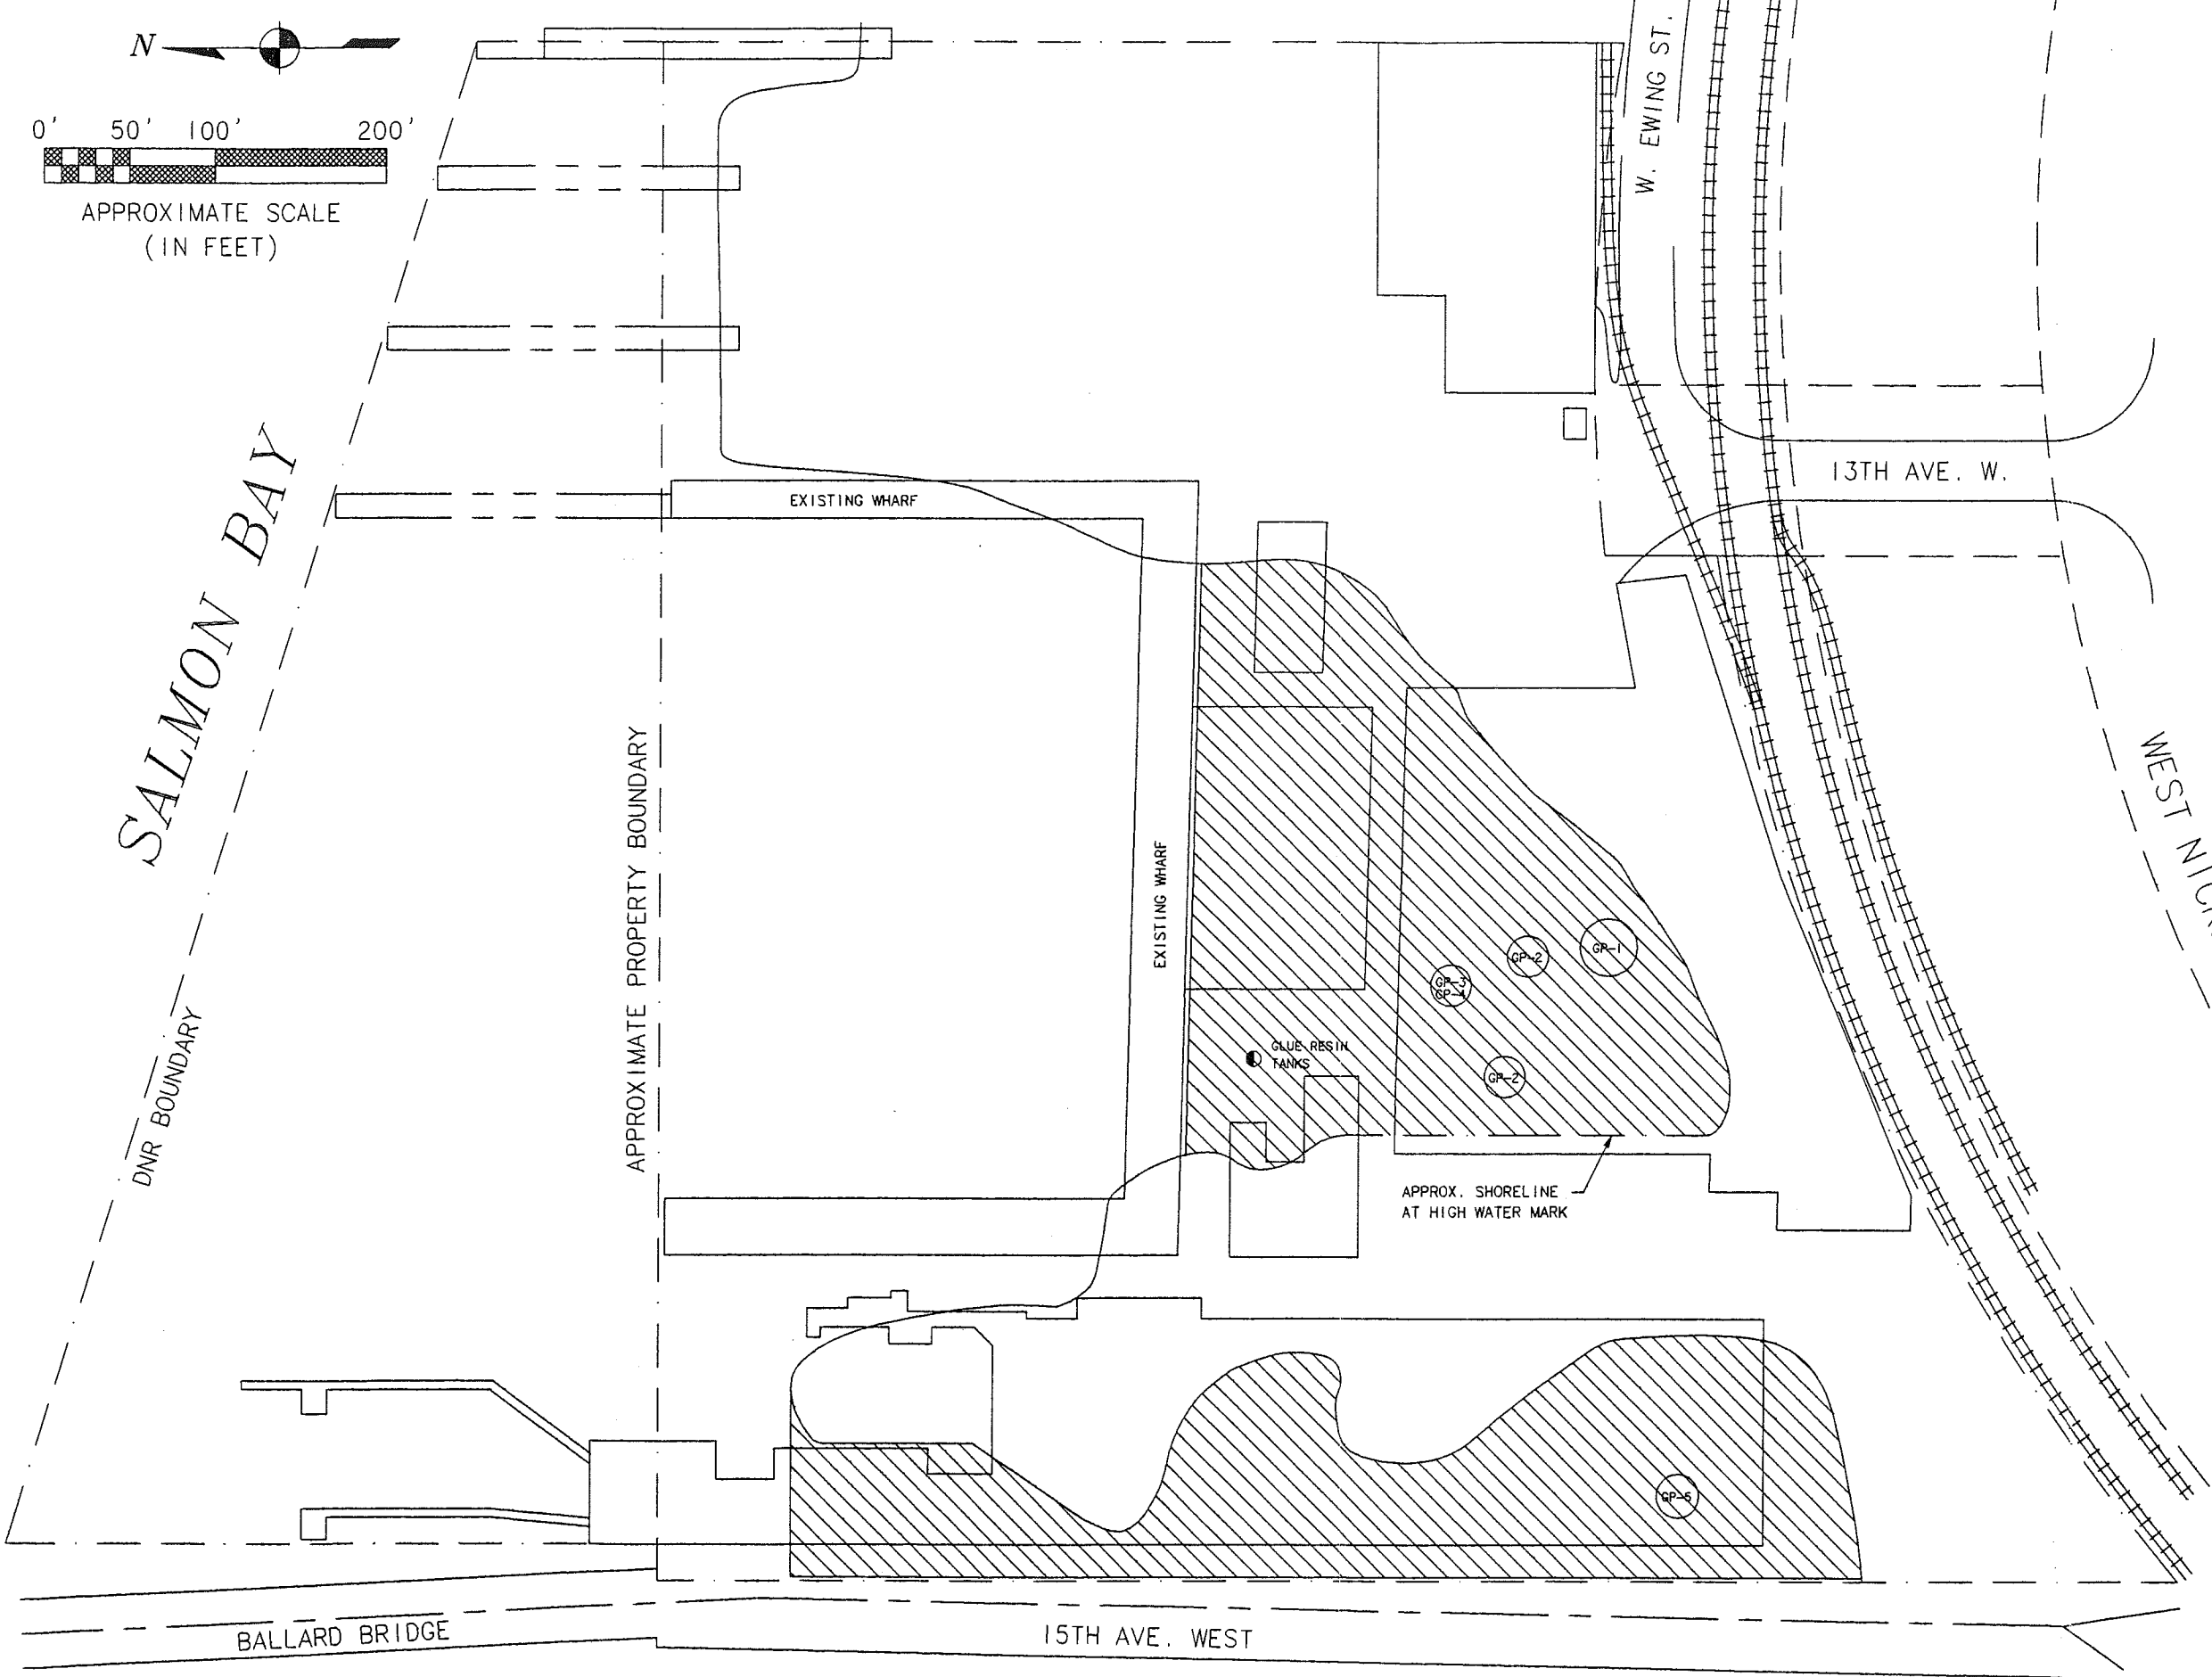 N
0' 50' 100' 200'
APPROXIMATE SCALE
(IN FEET)
W. EWING ST.
13TH AVE. W.
EXISTING WHARF
SALMON BAY
APPROXIMATE PROPERTY BOUNDARY
EXISTING WHARF
WEST
GP-1
GP-2
GP-3
GP-4
GLUE RESIN
TANKS
GP-2
DNR BOUNDARY
APPROX. SHORELINE
AT HIGH WATER MARK
GP-5
BALLARD BRIDGE
15TH AVE. WEST